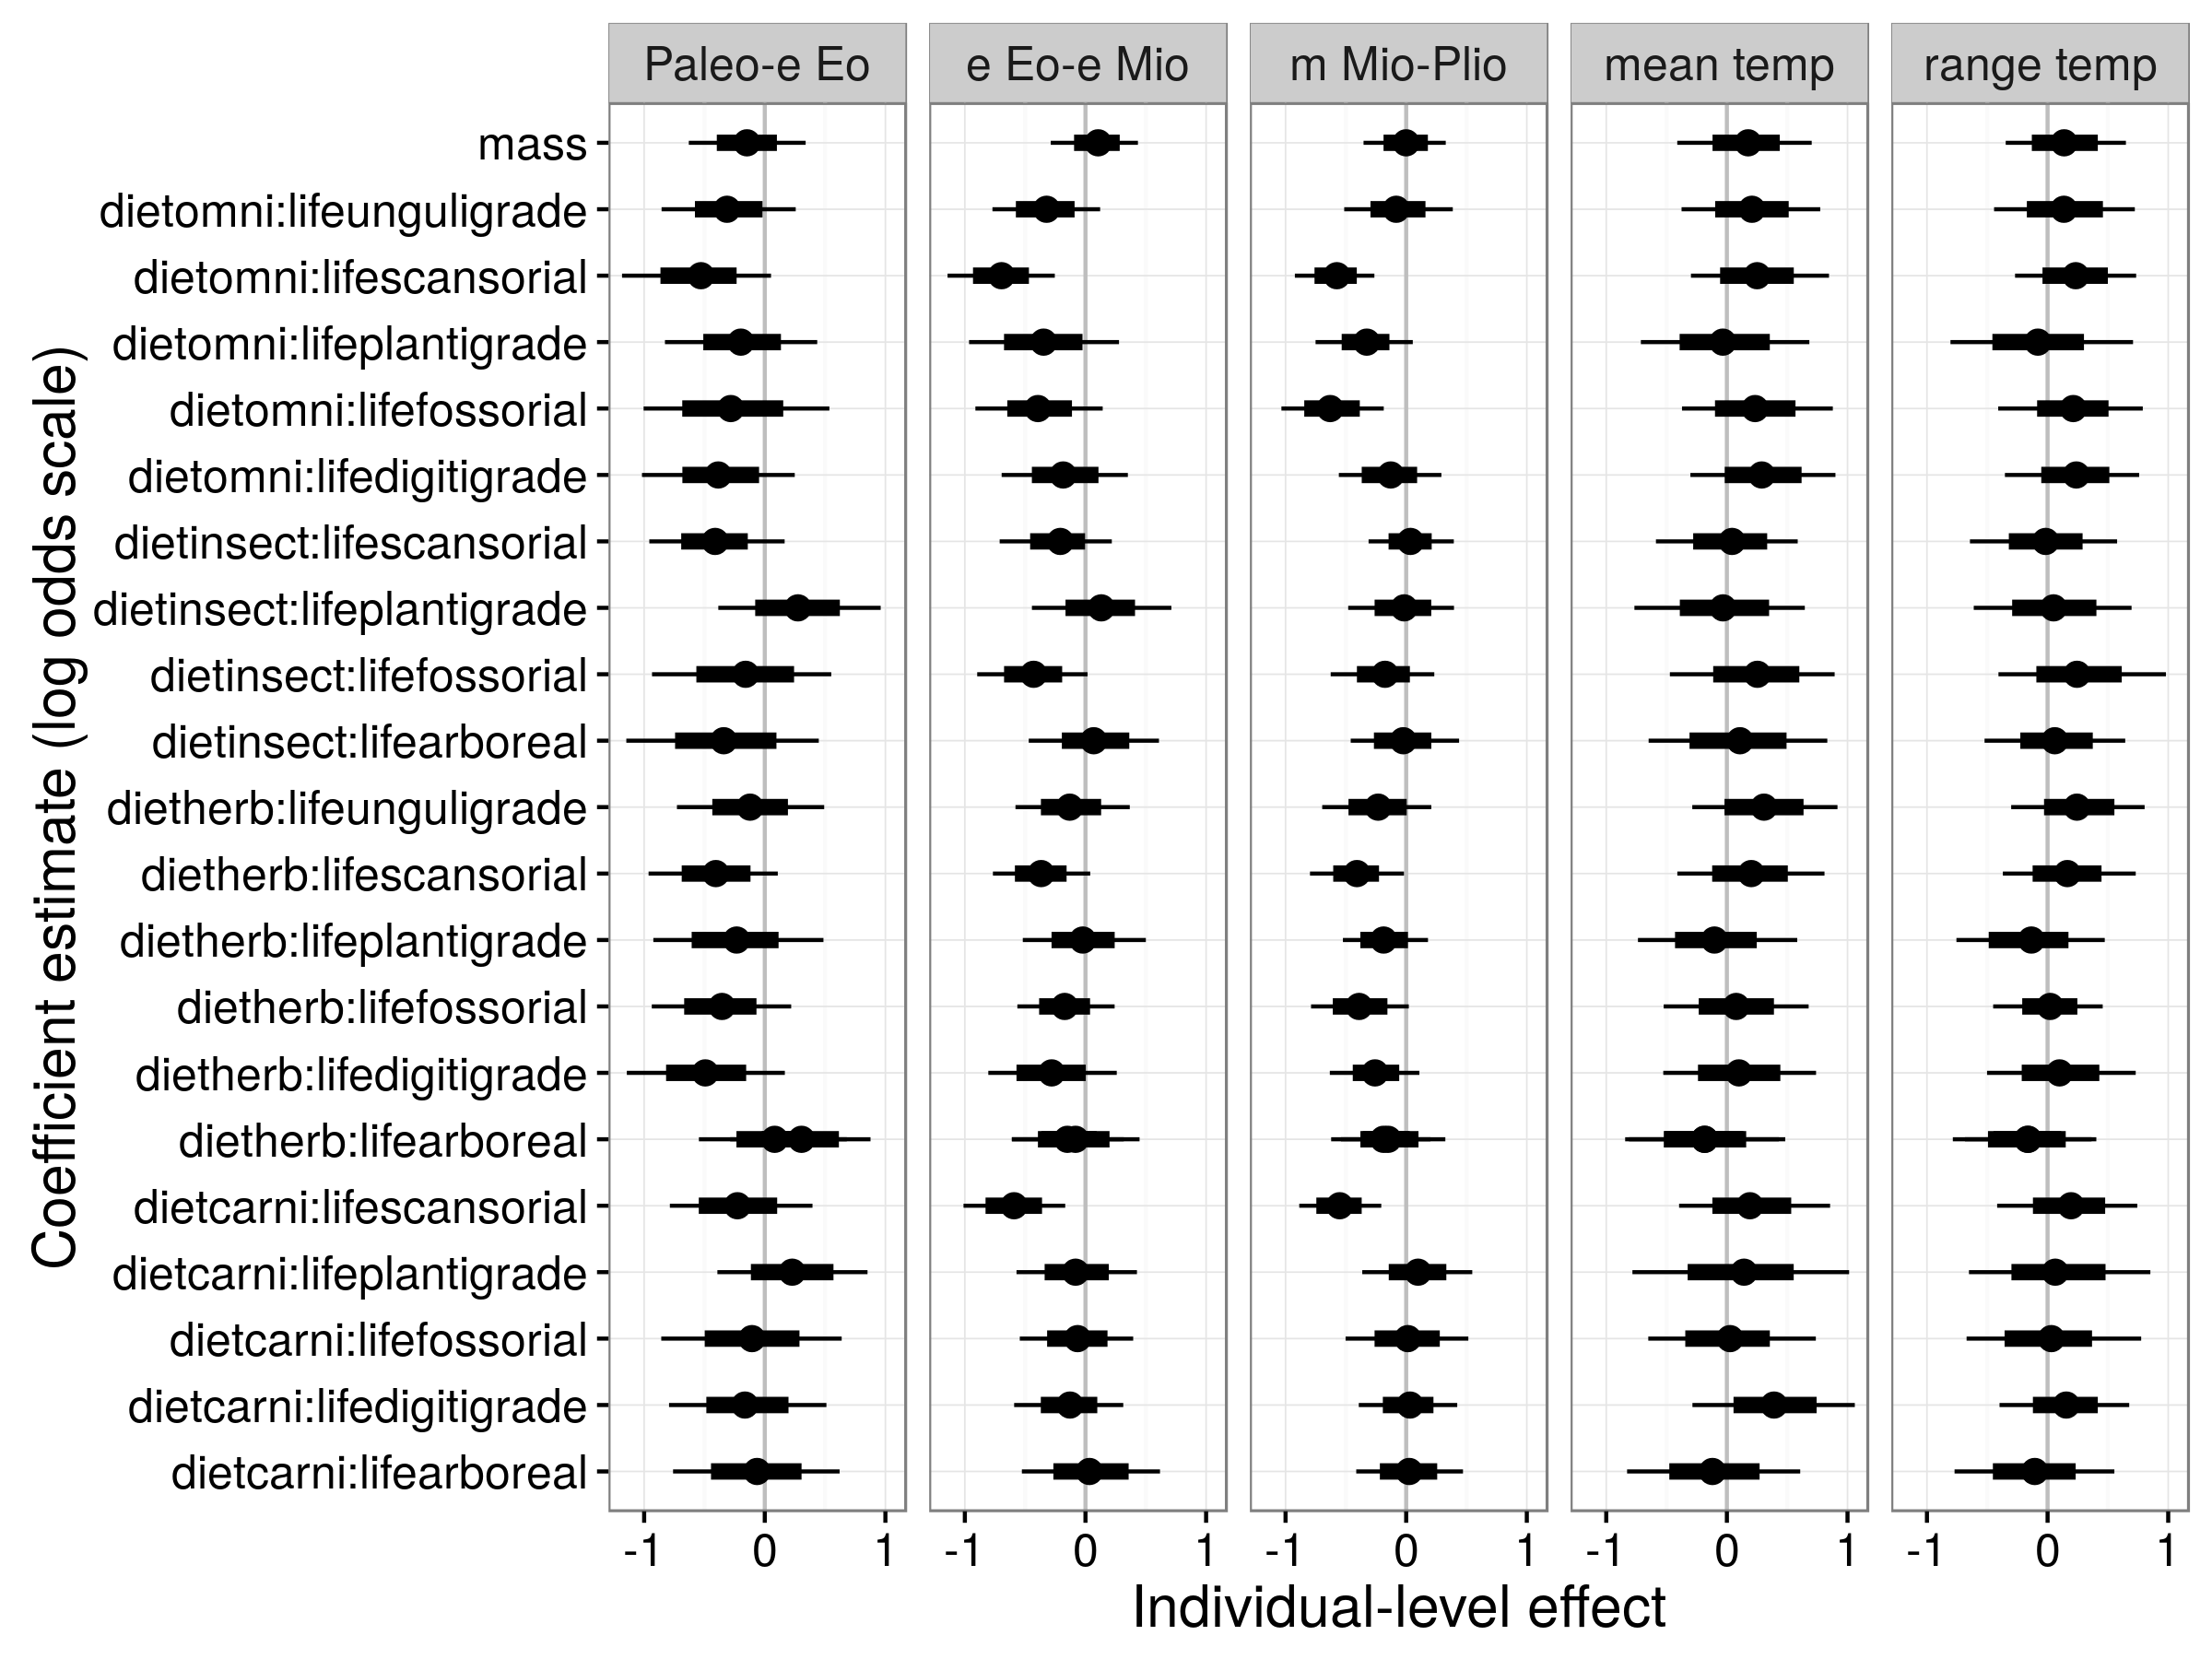 Paleo-e Eo e Eo-e Mio m Mio-Plio mean temp range temp
Coefficient estimate (log odds scale)
mass
dietomni:lifeunguligrade
dietomni:lifescansorial
dietomni:lifeplantigrade
dietomni:lifefossorial
dietomni:lifedigitigrade
dietinsect:lifescansorial
dietinsect:lifeplantigrade
dietinsect:lifefossorial
dietinsect:lifearboreal
dietherb:lifeunguligrade
dietherb:lifescansorial
dietherb:lifeplantigrade
dietherb:lifefossorial
dietherb:lifedigitigrade
dietherb:lifearboreal
dietcarni:lifescansorial
dietcarni:lifeplantigrade
dietcarni:lifefossorial
dietcarni:lifedigitigrade
dietcarni:lifearboreal
-1 0 1 -1 0 1 -1 0 1 -1 0 1 -1 0 1
Individual-level effect